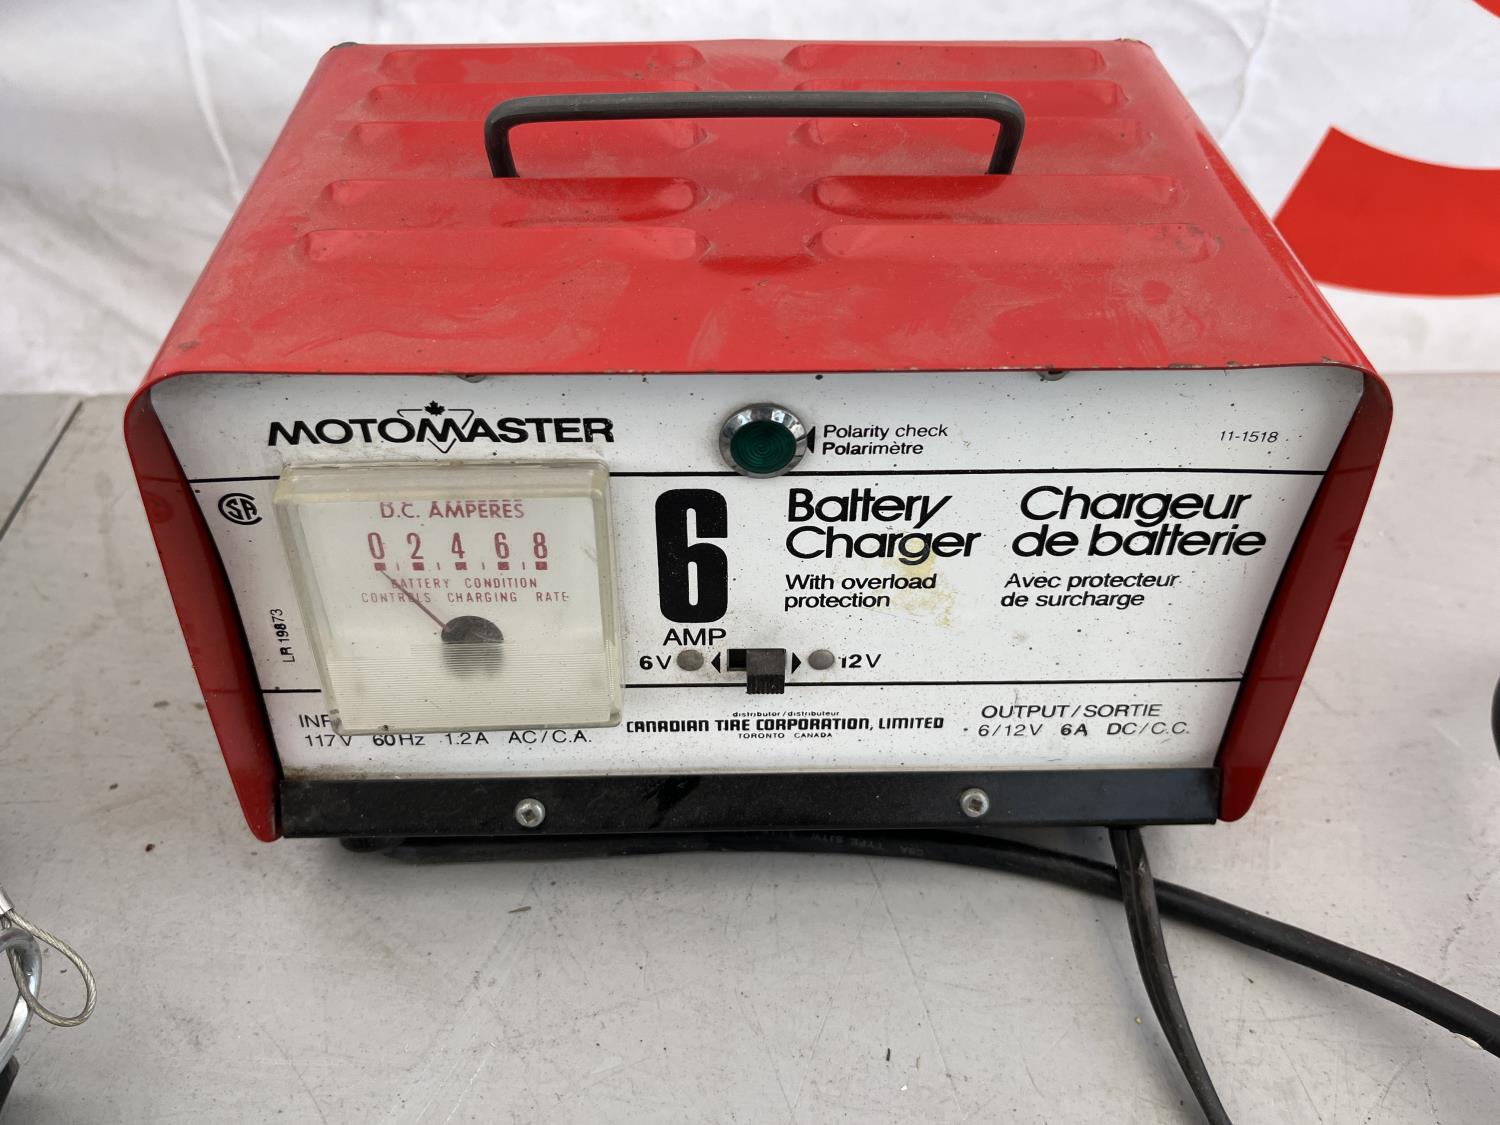 MOTOMASTER
Polarity check
Polarimètre
11-1518
D.C. AMPERES
0 2 4 6 8
BATTERY CONDITION
CONTROLS CHARGING RATE
LR 19873
6
AMP
Battery
Charger
With overload
protection
Chargeur
de batterie
Avec protecteur
de surcharge
6V
12V
117V 60Hz 1.2A AC/C.A.
distributor/distributeur
CANADIAN TIRE CORPORATION, LIMITED
TORONTO CANADA
OUTPUT/SORTIE
6/12V 6A DC/C.C.